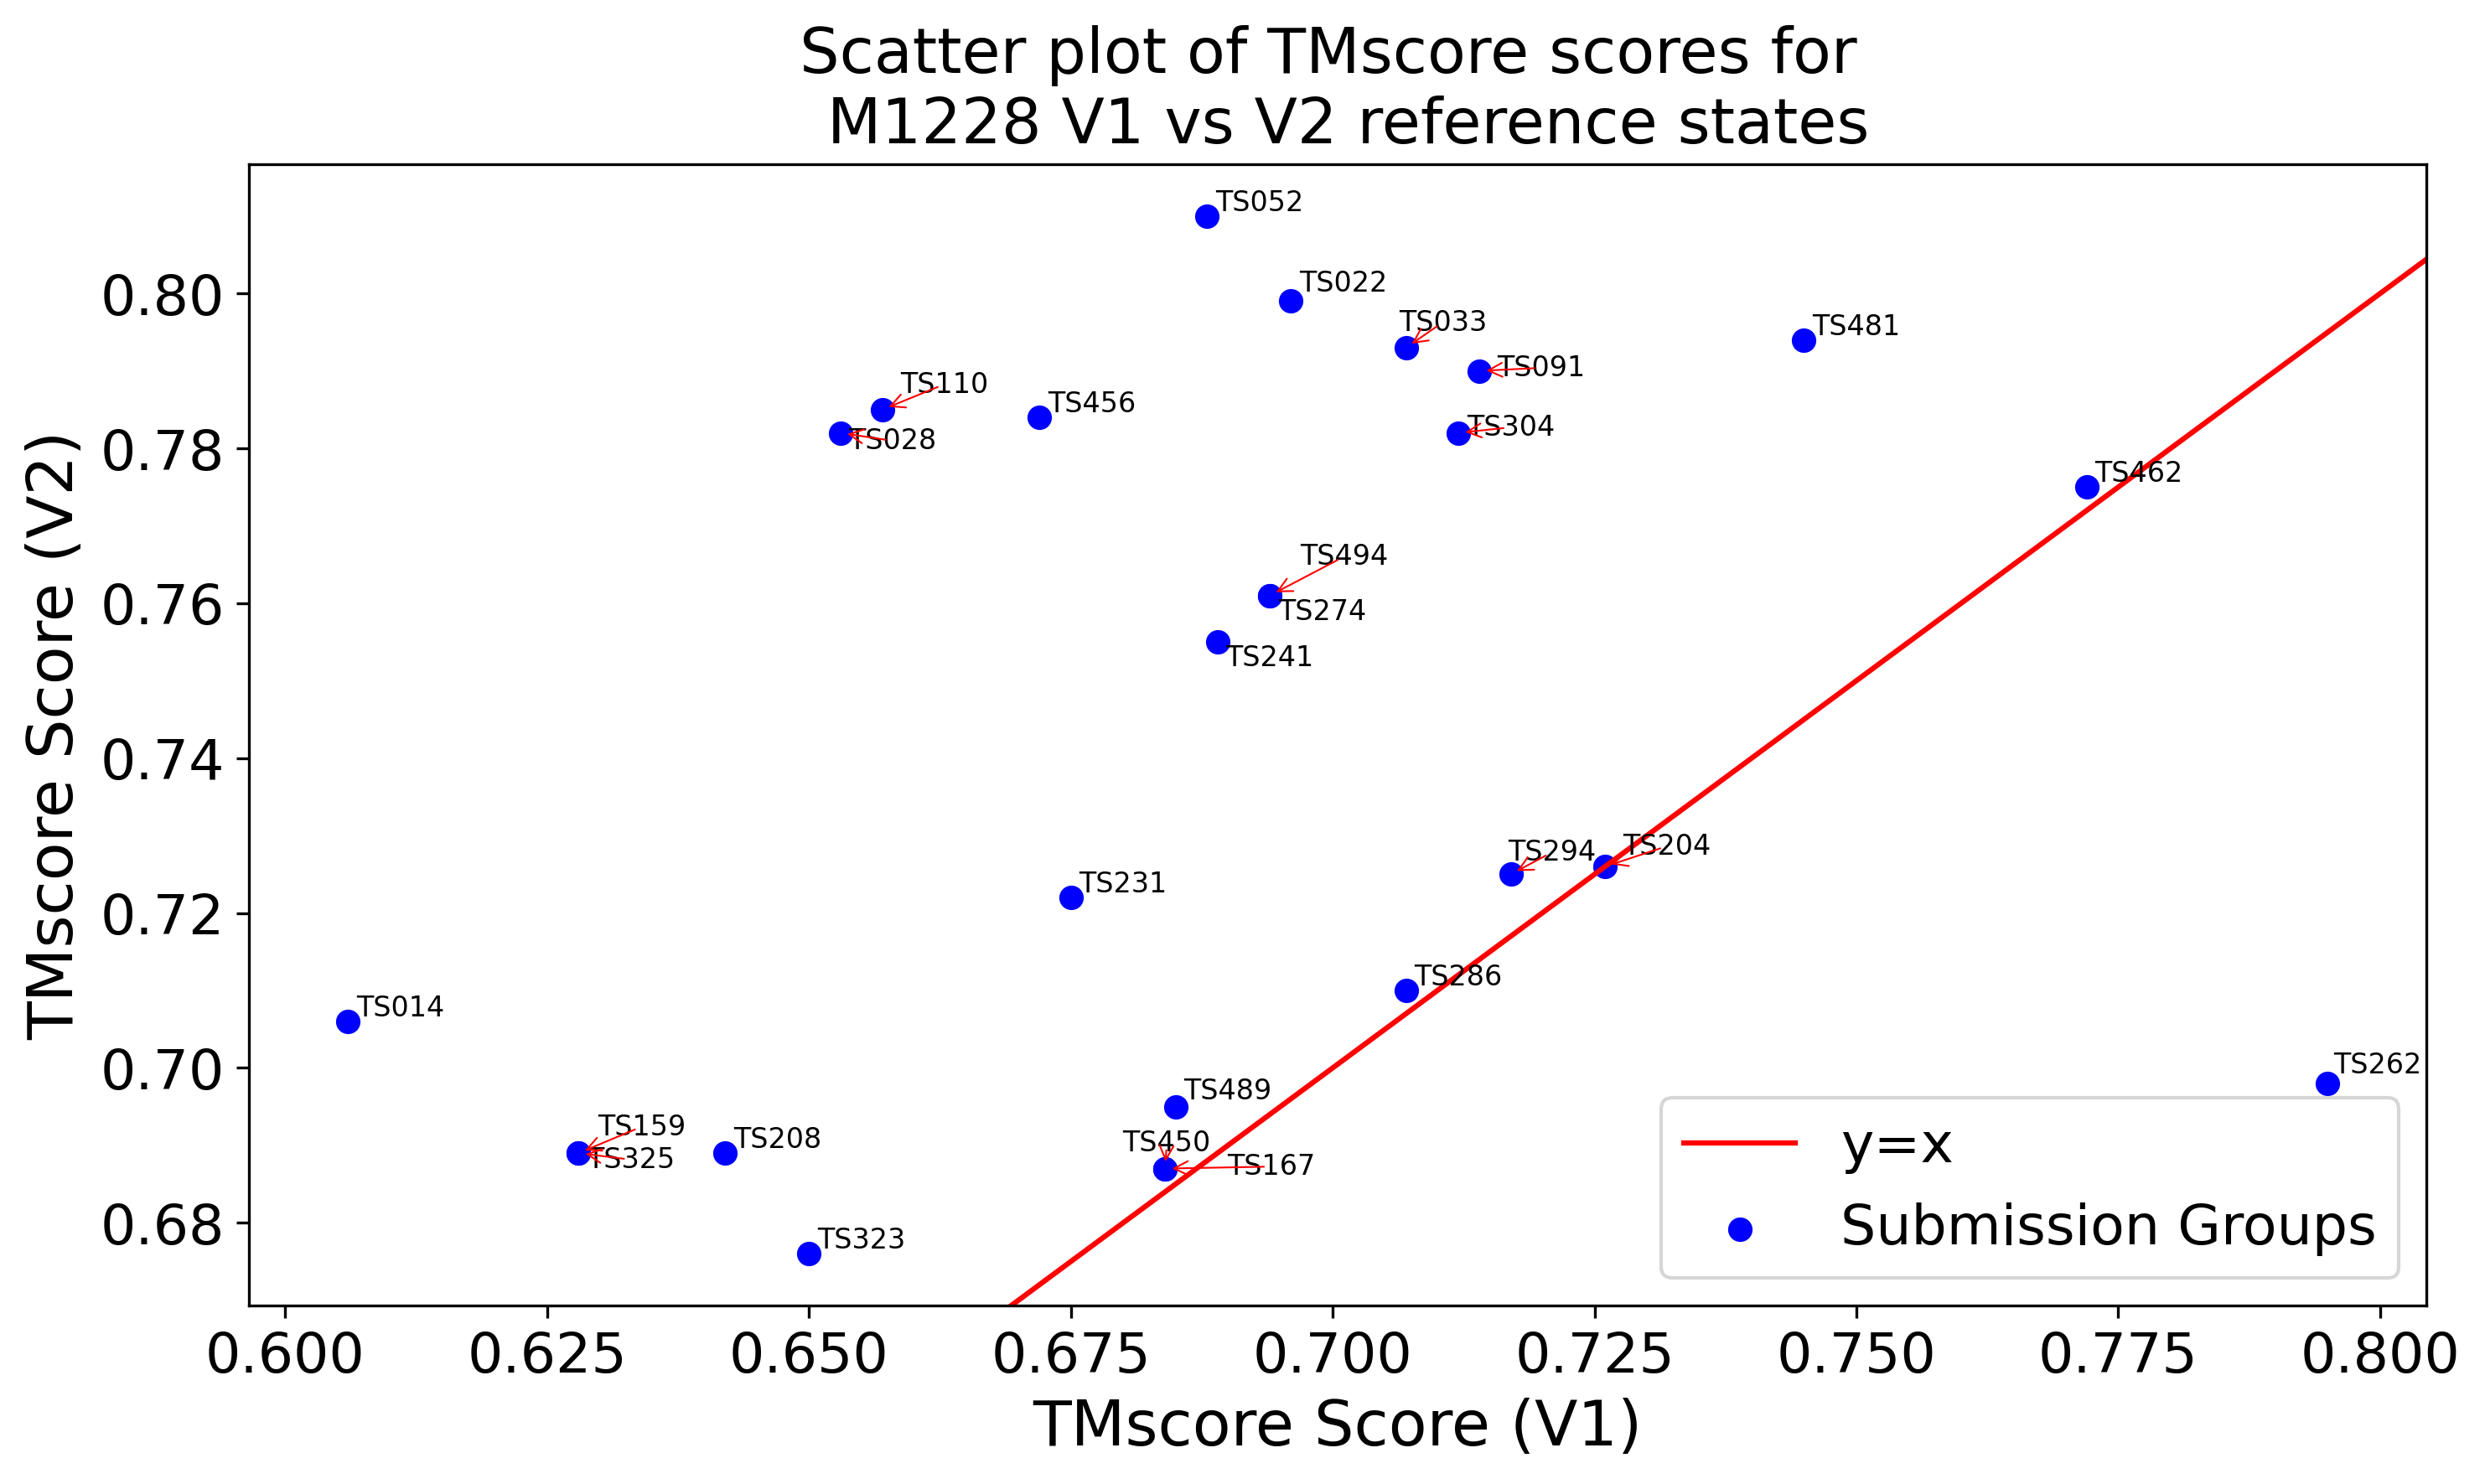 Scatter plot of TMscore scores for
M1228 V1 vs V2 reference states
TMscore Score (V2)
0.80
0.78
0.76
0.74
0.72
0.70
0.68
TS052
TS022
TS033
TS481
TS091
TS110
TS456
TS028
TS304
TS462
TS494
TS274
TS241
TS294
TS204
TS231
TS286
TS014
TS262
TS489
TS159
TS208
TS450
TS325
TS167
TS323
y=x
Submission Groups
0.600
0.625
0.650
0.675
0.700
0.725
0.750
0.775
0.800
TMscore Score (V1)